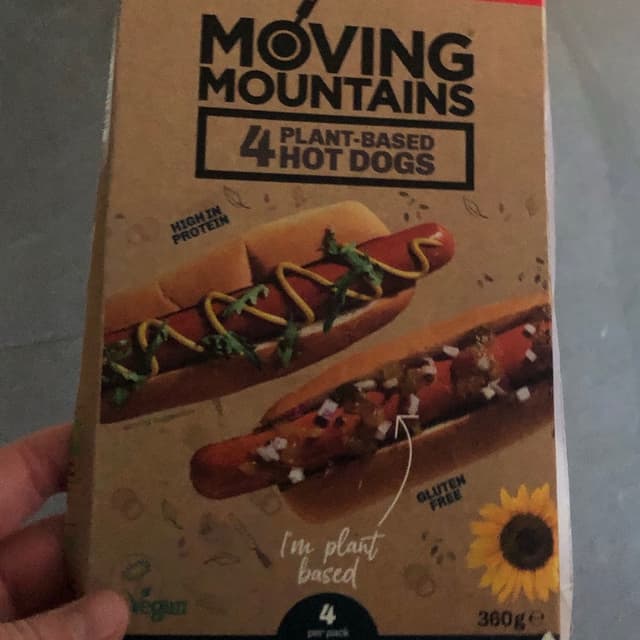 MOVING
MOUNTAINS
4 PLANT-BASED
HOT DOGS
HIGH IN
PROTEIN
GLUTEN
FREE
I'm plant
based
Vegan
4
per pack
360g e